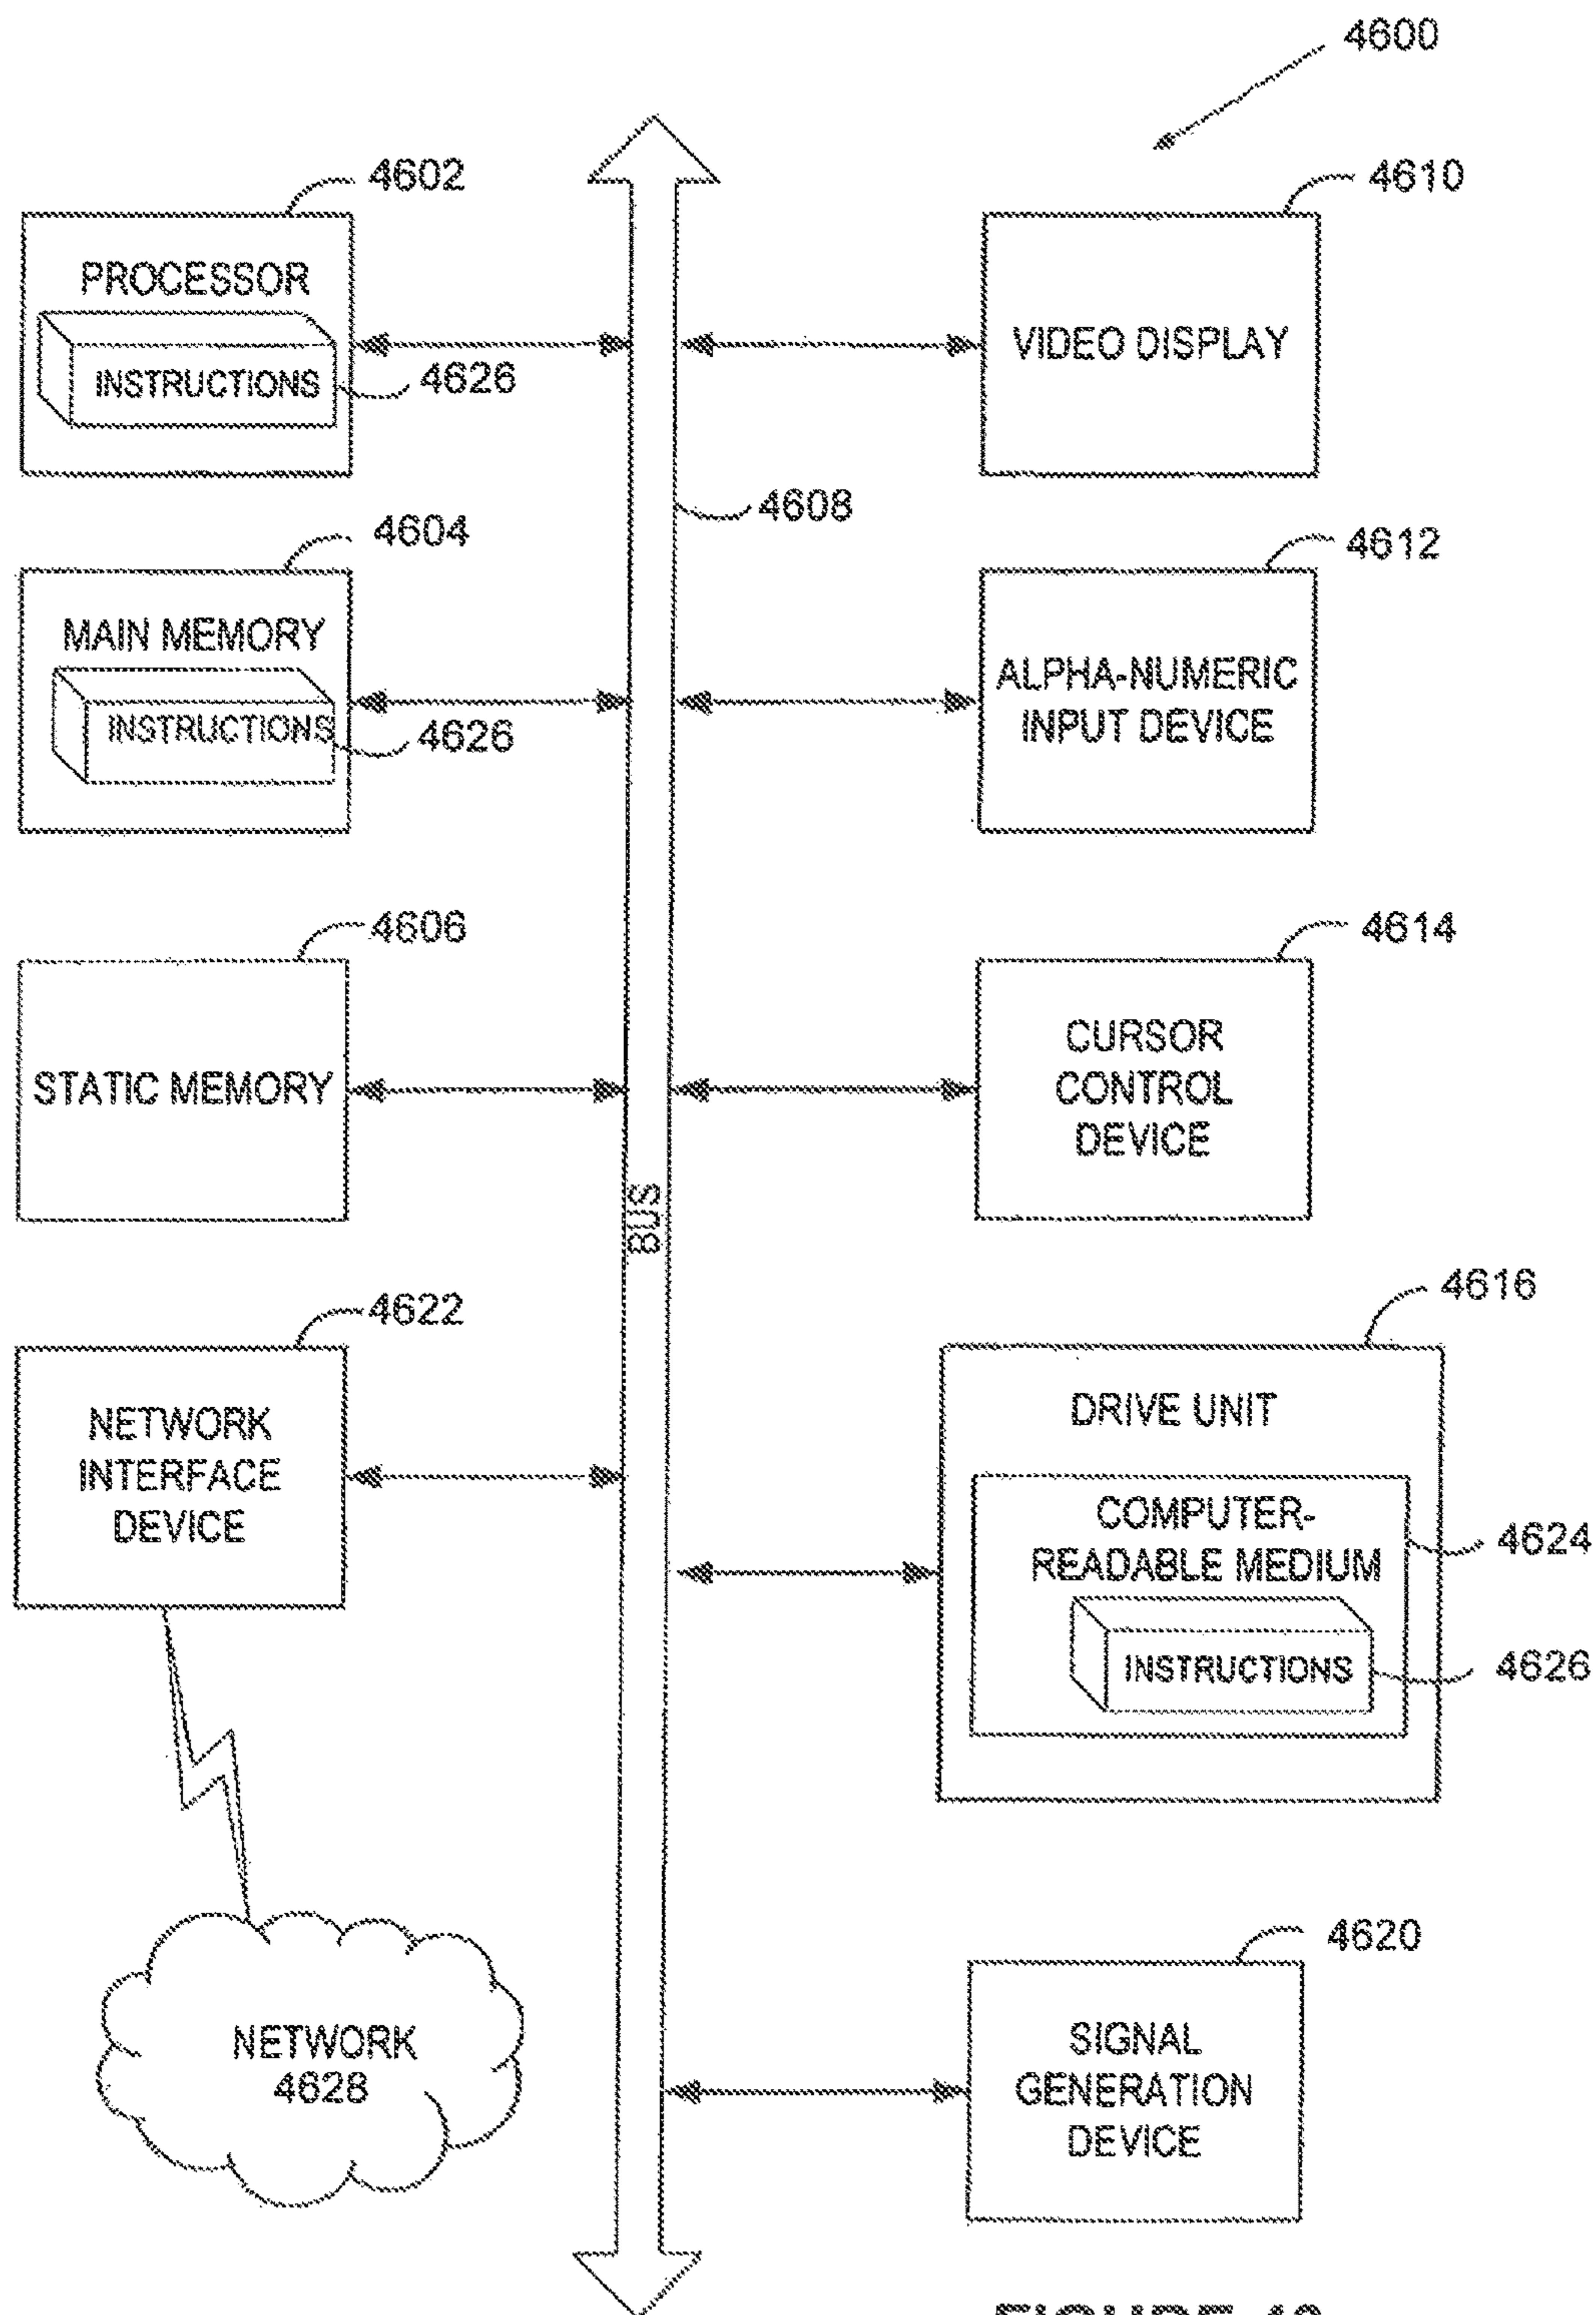 4600
4602
PROCESSOR
INSTRUCTIONS
4626
4610
VIDEO DISPLAY
4608
4604
MAIN MEMORY
INSTRUCTIONS
4626
4612
ALPHA-NUMERIC
INPUT DEVICE
4606
STATIC MEMORY
4614
CURSOR
CONTROL
DEVICE
BUS
4622
NETWORK
INTERFACE
DEVICE
4616
DRIVE UNIT
COMPUTER-
READABLE MEDIUM
4624
INSTRUCTIONS
4626
NETWORK
4628
4620
SIGNAL
GENERATION
DEVICE
FIGURE